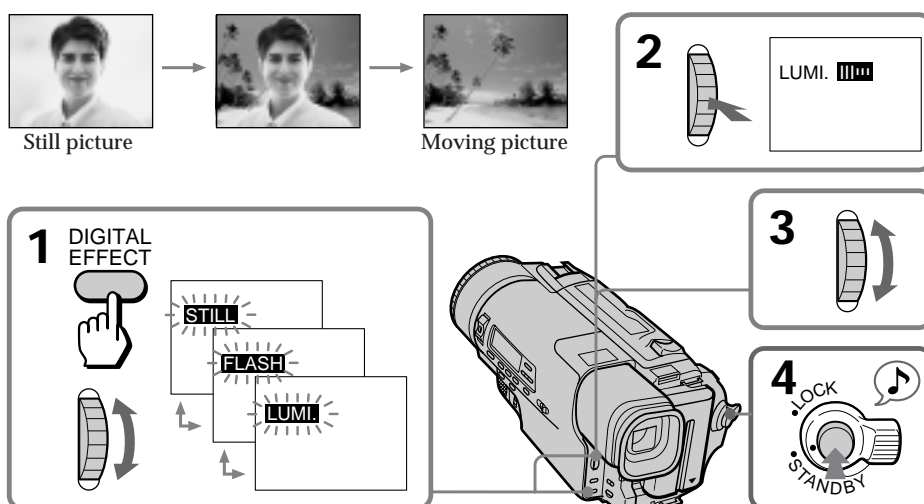 Still picture
Moving picture
1
DIGITAL
EFFECT
STILL
FLASH
LUMI.
2
LUMI.
3
4
LOCK
STANDBY